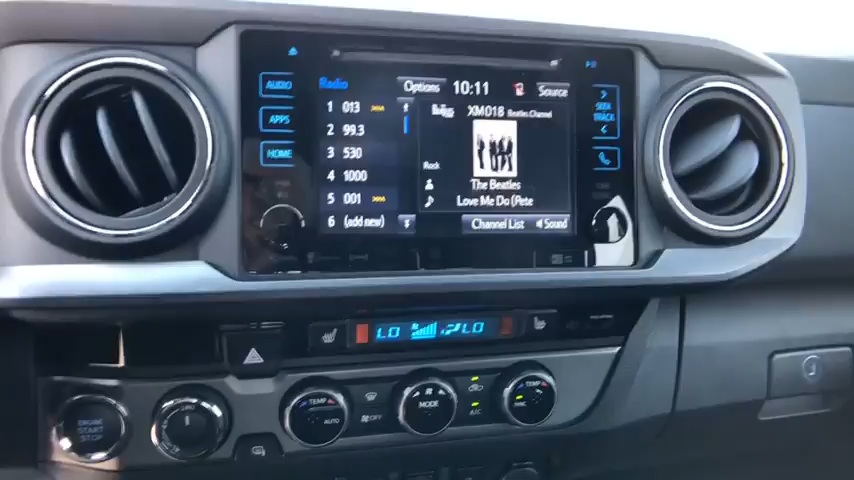 Radio
Options
10:11
Source
AUDIO
APPS
HOME
1 013
2 99.3
3 530
4 1000
5 001
6 (add new)
XM018 Beatles Channel
Rock
The Beatles
Love Me Do (Pete
Channel List
Sound
SEEK
TRACK
LO
LO
ENGINE
START
STOP
TEMP
AUTO
OFF
MODE
A/C
TEMP
SYNC